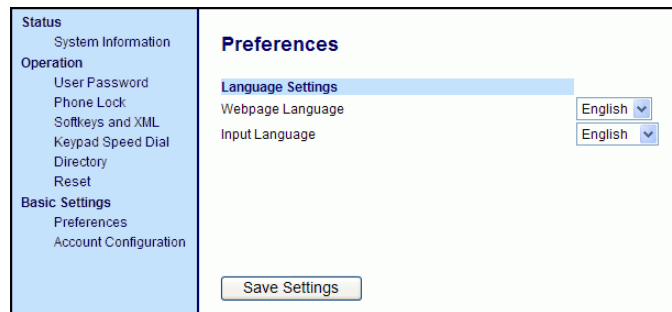 Status
System Information
Operation
User Password
Phone Lock
Softkeys and XML
Keypad Speed Dial
Directory
Reset
Basic Settings
Preferences
Account Configuration
Preferences
Language Settings
Webpage Language English
Input Language English
Save Settings